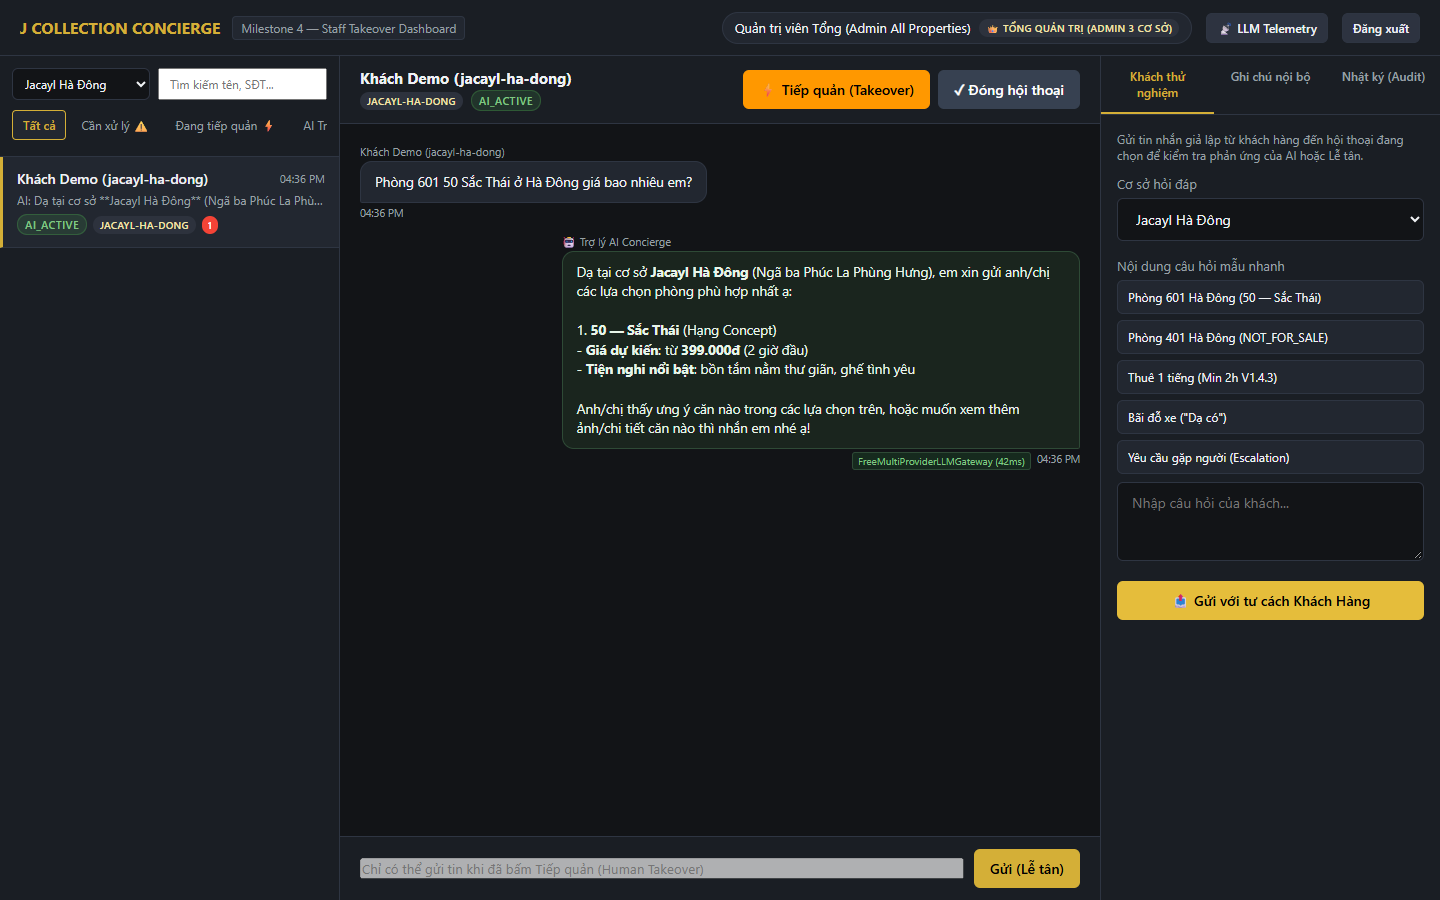 J COLLECTION CONCIERGE
Milestone 4 — Staff Takeover Dashboard
Quản trị viên Tổng (Admin All Properties)
TỔNG QUẢN TRỊ (ADMIN 3 CƠ SỞ)
LLM Telemetry
Đăng xuất
Jacayl Hà Đông
Tìm kiếm tên, SĐT...
Tất cả
Cần xử lý
Đang tiếp quản
AI Tr
Khách Demo (jacayl-ha-dong)
04:36 PM
AI: Dạ tại cơ sở **Jacayl Hà Đông** (Ngã ba Phúc La Phù...
AI_ACTIVE
JACAYL-HA-DONG
1
Khách Demo (jacayl-ha-dong)
JACAYL-HA-DONG
AI_ACTIVE
Tiếp quản (Takeover)
✓ Đóng hội thoại
Khách Demo (jacayl-ha-dong)
Phòng 601 50 Sắc Thái ở Hà Đông giá bao nhiêu em?
04:36 PM
Trợ lý AI Concierge
Dạ tại cơ sở Jacayl Hà Đông (Ngã ba Phúc La Phùng Hưng), em xin gửi anh/chị
các lựa chọn phòng phù hợp nhất ạ:
1. 50 — Sắc Thái (Hạng Concept)
- Giá dự kiến: từ 399.000đ (2 giờ đầu)
- Tiện nghi nổi bật: bồn tắm nằm thư giãn, ghế tình yêu
Anh/chị thấy ưng ý căn nào trong các lựa chọn trên, hoặc muốn xem thêm
ảnh/chi tiết căn nào thì nhắn em nhé ạ!
FreeMultiProviderLLMGateway (42ms)
04:36 PM
Chỉ có thể gửi tin khi đã bấm Tiếp quản (Human Takeover)
Gửi (Lễ tân)
Khách thử
nghiệm
Ghi chú nội bộ
Nhật ký (Audit)
Gửi tin nhắn giả lập từ khách hàng đến hội thoại đang
chọn để kiểm tra phản ứng của AI hoặc Lễ tân.
Cơ sở hỏi đáp
Jacayl Hà Đông
Nội dung câu hỏi mẫu nhanh
Phòng 601 Hà Đông (50 — Sắc Thái)
Phòng 401 Hà Đông (NOT_FOR_SALE)
Thuê 1 tiếng (Min 2h V1.4.3)
Bãi đỗ xe ("Dạ có")
Yêu cầu gặp người (Escalation)
Nhập câu hỏi của khách...
Gửi với tư cách Khách Hàng